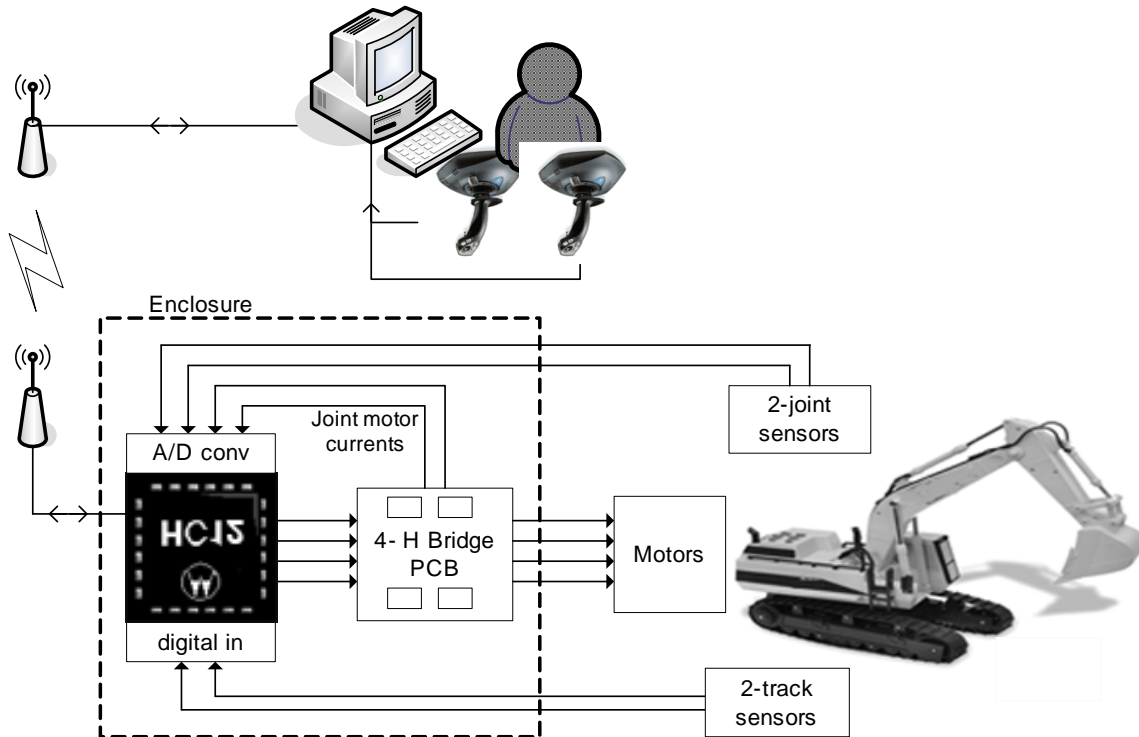 Enclosure
Joint motor
currents
2-joint
sensors
A/D conv
HC12
4- H Bridge
PCB
Motors
digital in
2-track
sensors